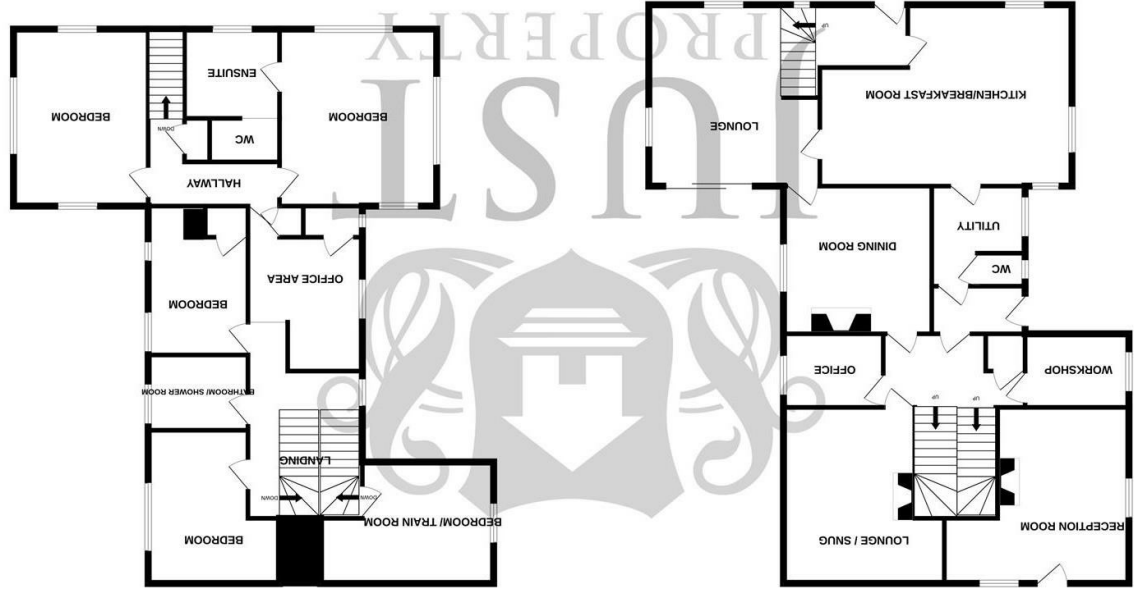 RECEPTION ROOM
LOUNGE / SNUG
UP
UP
WORKSHOP
OFFICE
WC
DINING ROOM
UTILITY
LOUNGE
KITCHEN/BREAKFAST ROOM
UP
BEDROOM
BEDROOM/ TRAIN ROOM
DOWN
DOWN
LANDING
BATHROOM/ SHOWER ROOM
BEDROOM
OFFICE AREA
HALLWAY
WC
DOWN
BEDROOM
BEDROOM
ENSUITE
JUST
PROPERTY